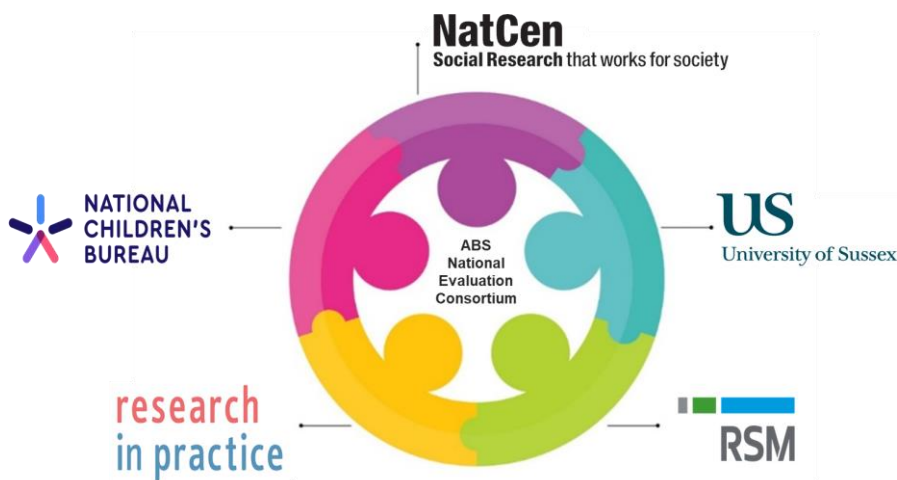 NatCen
Social Research that works for society
NATIONAL
CHILDREN'S
BUREAU
US
University of Sussex
ABS
National
Evaluation
Consortium
research
in practice
RSM